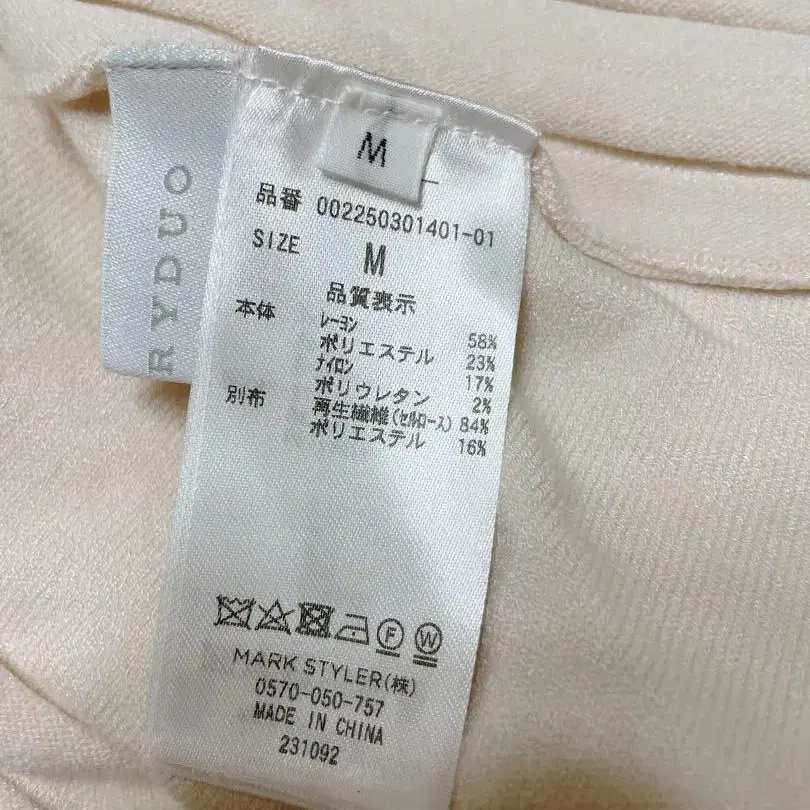 RYDUO
M
品番 002250301401-01
SIZE M
品質表示
本体 レーヨン 58%
ポリエステル 23%
ナイロン 17%
ポリウレタン 2%
別布 再生繊維(セルロース) 84%
ポリエステル 16%
F W
MARK STYLER(株)
0570-050-757
MADE IN CHINA
231092